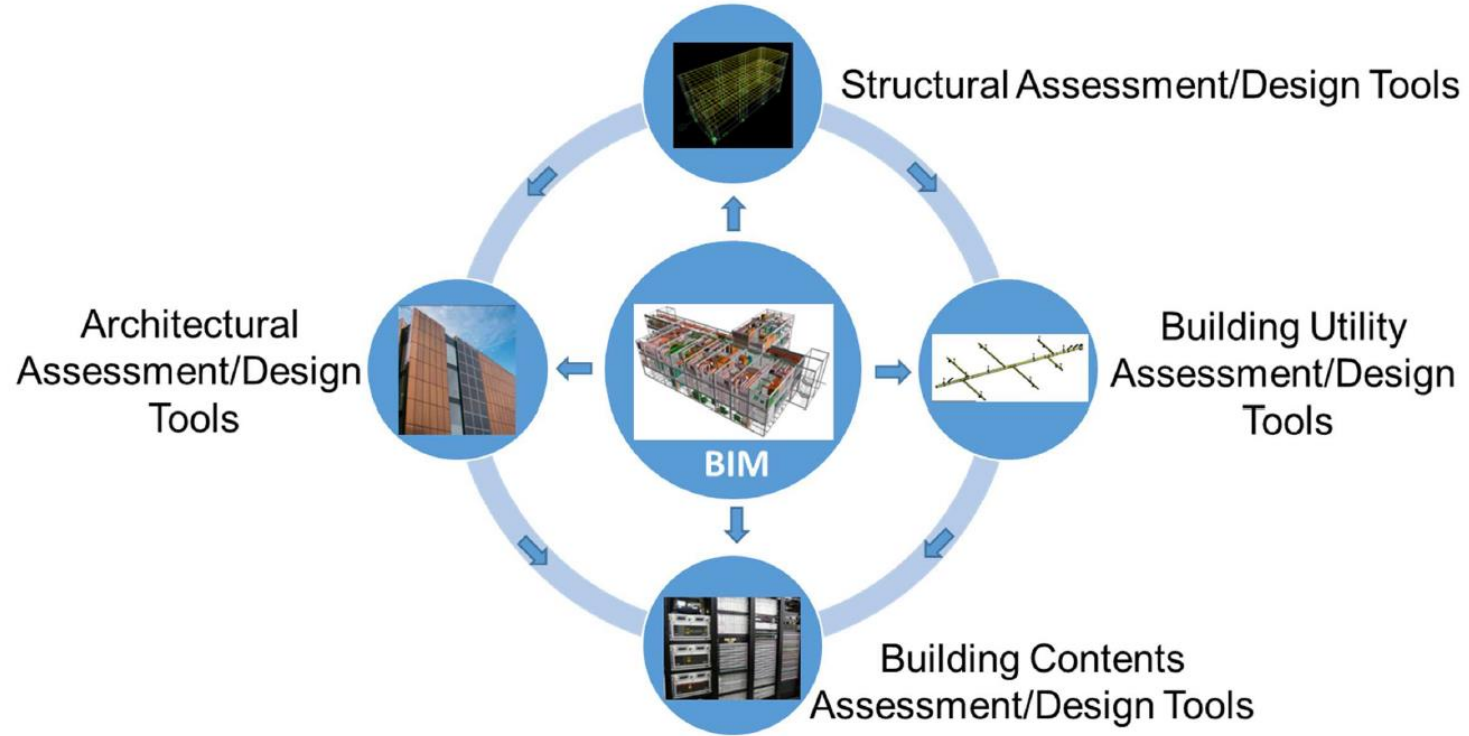 Structural Assessment/Design Tools
Architectural
Assessment/Design
Tools
BIM
Building Utility
Assessment/Design
Tools
Building Contents
Assessment/Design Tools